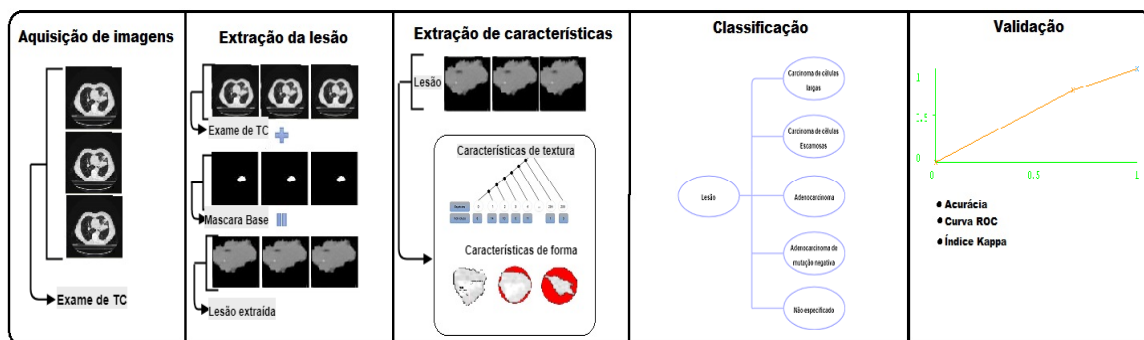 Aquisição de imagens
Exame de TC
Extração da lesão
Exame de TC
Mascara Base
Lesão extraída
Extração de características
Lesão
Características de textura
Características de forma
Classificação
Lesão
Carcinoma de células
largas
Carcinoma de células
Escamosas
Adenocarcinoma
Adenocarcinoma de
mutação negativa
Não especificado
Validação
1
0
0
0.5
1
Acurácia
Curva ROC
Índice Kappa